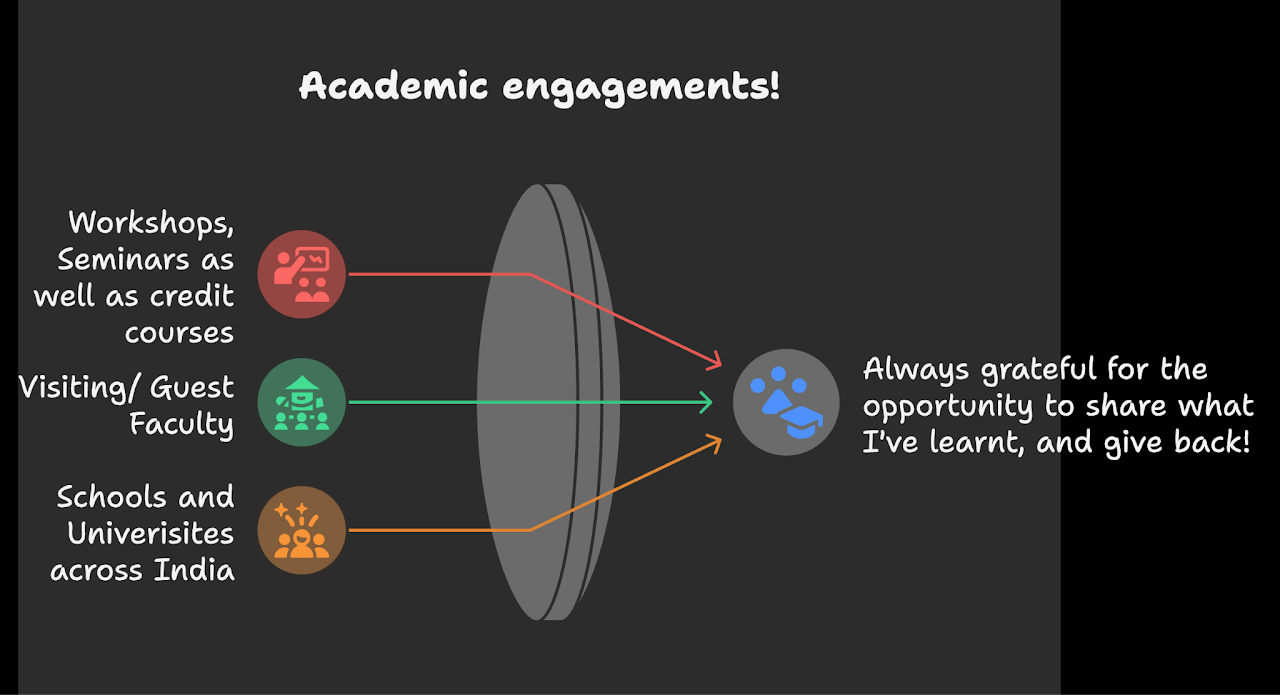 Academic engagements!
Workshops,
Seminars as
well as credit
courses
Visiting/ Guest
Faculty
Schools and
Univerisites
across India
Always grateful for the
opportunity to share what
I've learnt, and give back!